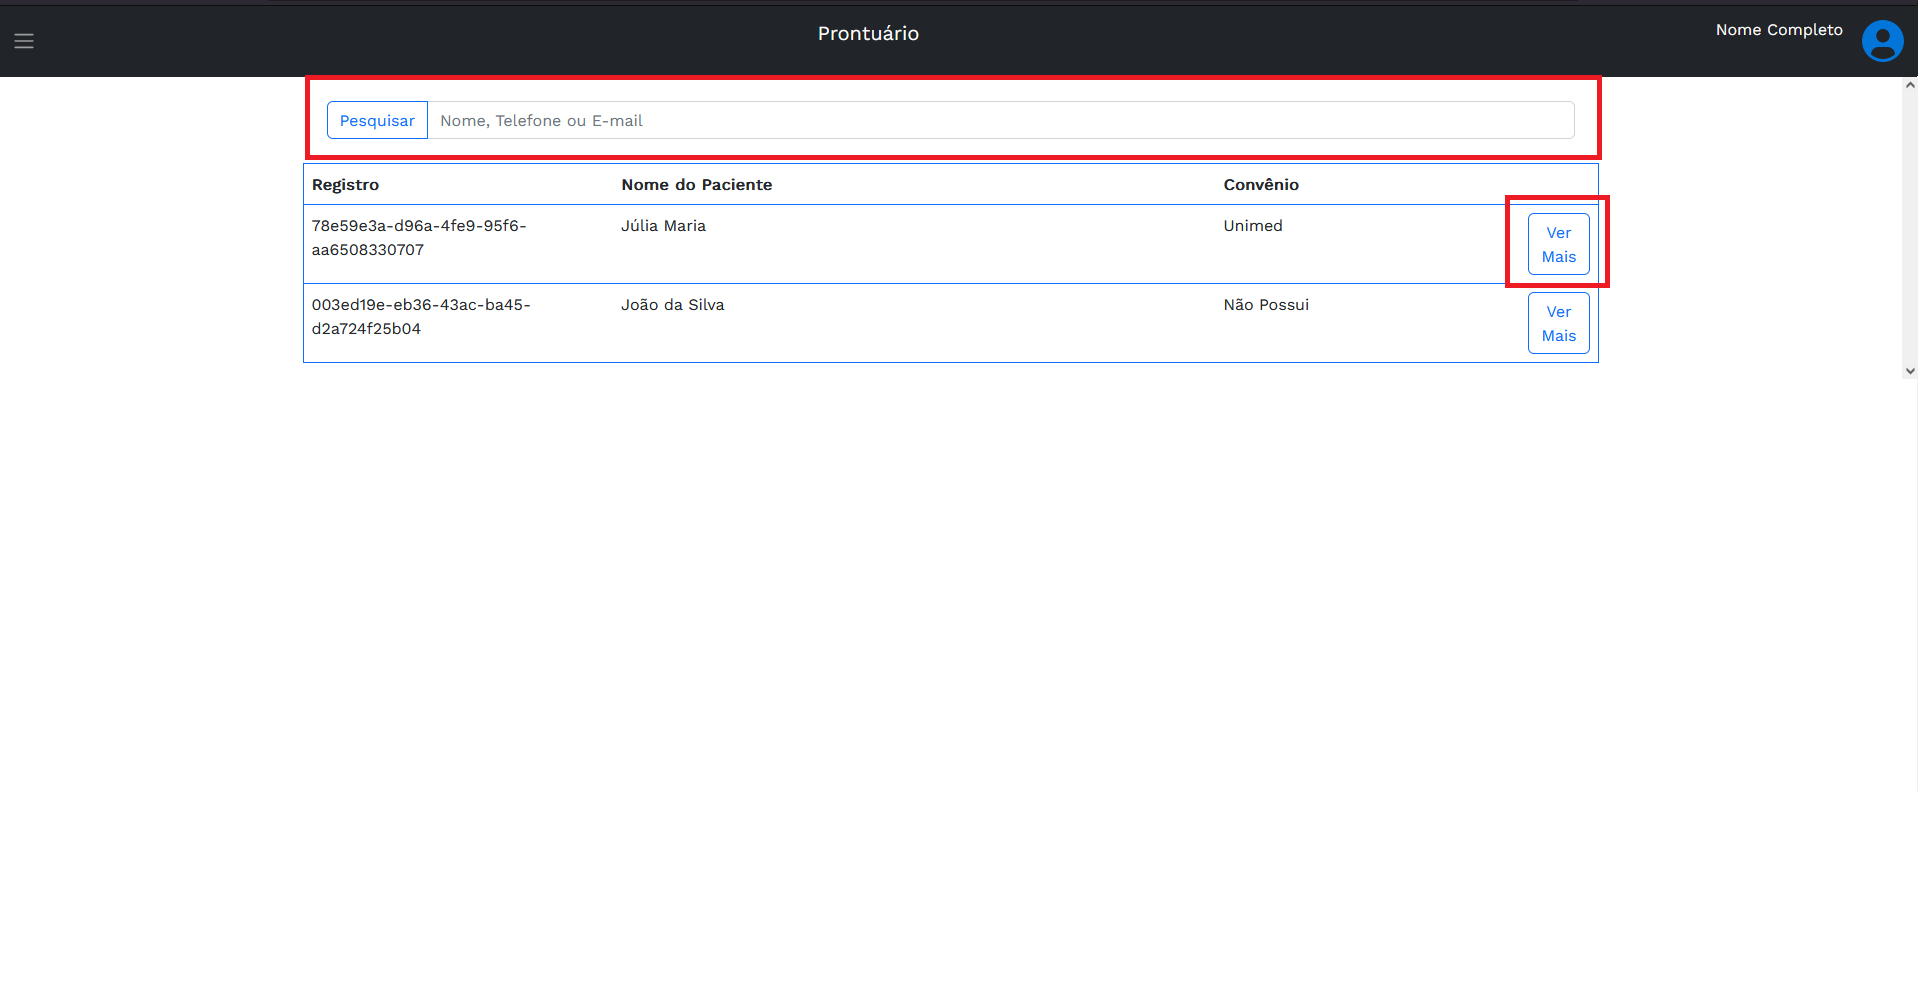 Prontuário
Nome Completo
Pesquisar Nome, Telefone ou E-mail
Registro Nome do Paciente Convênio
78e59e3a-d96a-4fe9-95f6- Júlia Maria Unimed Ver
aa6508330707 Mais
003ed19e-eb36-43ac-ba45- João da Silva Não Possui Ver
d2a724f25b04 Mais